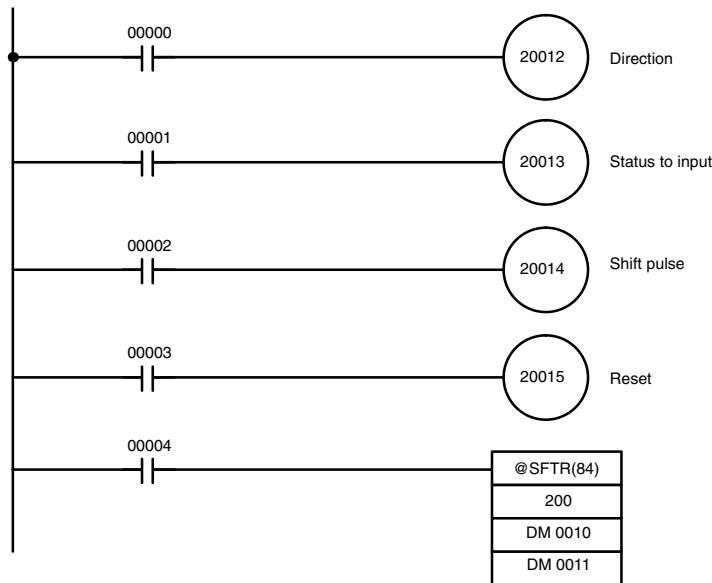 00000
20012 Direction
00001
20013 Status to input
00002
20014 Shift pulse
00003
20015 Reset
00004
@SFTR(84)
200
DM 0010
DM 0011